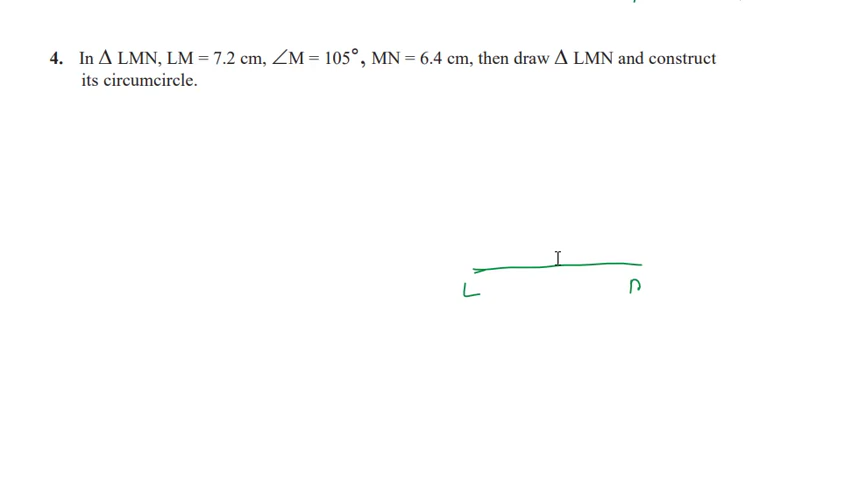 4. In Δ LMN, LM = 7.2 cm, ∠M = 105°, MN = 6.4 cm, then draw Δ LMN and construct
its circumcircle.
L